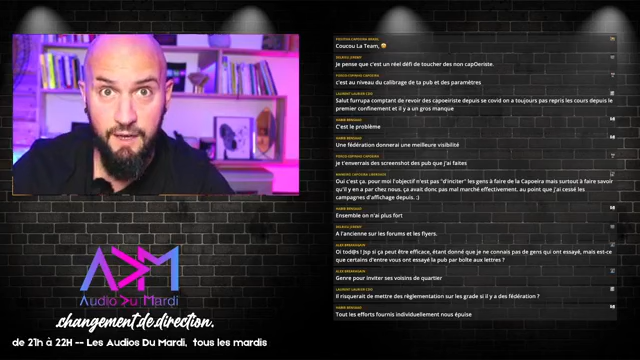 Coucou La Team, 😄
Je pense que c'est un réel défi de toucher des non capOeriste.
c'est au niveau du calibrage de ta pub et des paramètres
Salut furrupa comptant de revoir des capoeiriste depuis se covid on a toujours pas repris les cours depuis le
premier confinement et il y a un gros manque
C'est le problème
Une fédération donnerai une meilleure visibilité
je t'enverrais des screenshot des pub que j'ai faites
Oui c'est ça. pour moi l'objectif n'est pas "d'inciter" les gens à faire de la Capoeira mais surtout à faire savoir
qu'il y en a par chez nous. ça avait donc pas mal marché effectivement. au point que j'ai cessé les
campagnes d'affichage depuis. :)
Ensemble on n'ai plus fort
A l'ancienne sur les forums et les flyers.
Oi tod@s ! Jsp si ça peut être efficace, étant donné que je ne connais pas de gens qui ont essayé, mais est-ce
que certains d'entre vous ont essayé la pub par boîte aux lettres ?
Genre pour inviter ses voisins de quartier
Il risquerait de mettre des règlementation sur les grade si il y a des fédération ?
Tout les efforts fournis individuellement nous épuise
Audio Du Mardi
.changement.de.direction.
de 21h à 22H -- Les Audios Du Mardi, tous les mardis